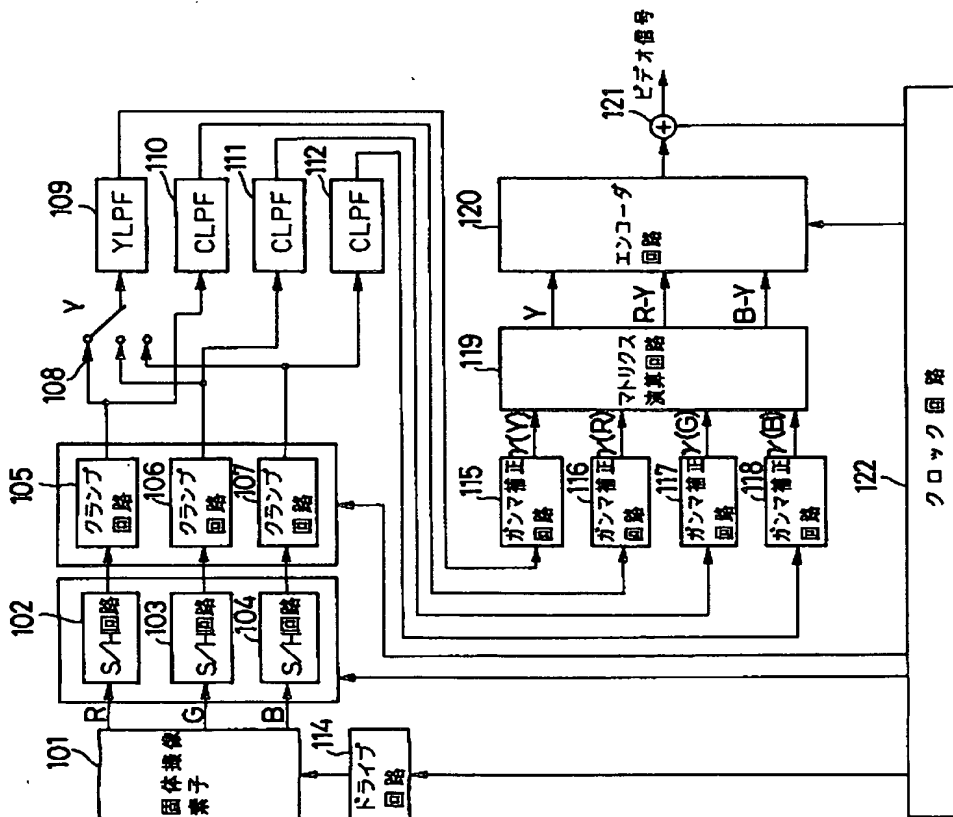 101
固体撮像
素子
R
G
B
114
ドライブ
回路
102
S/H回路
103
S/H回路
104
S/H回路
105
クランプ
回路
106
クランプ
回路
107
クランプ
回路
108
Y
109
YLPF
110
CLPF
111
CLPF
112
CLPF
115
ガンマ補正
回路
γ(Y)
116
ガンマ補正
回路
γ(R)
117
ガンマ補正
回路
γ(G)
118
ガンマ補正
回路
γ(B)
119
マトリクス
演算回路
Y
R-Y
B-Y
120
エンコーダ
回路
121
+
ビデオ信号
122
クロック回路